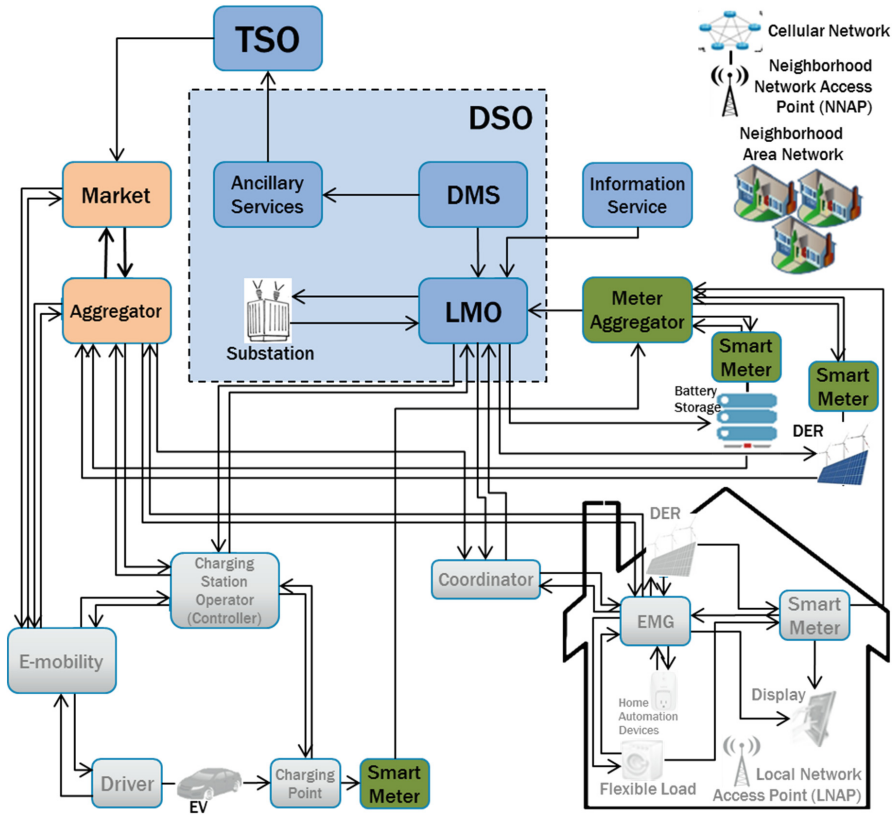 TSO
Cellular Network
Neighborhood
Network Access
Point (NNAP)
Neighborhood
Area Network
DSO
Market
Ancillary
Services
DMS
Information
Service
Aggregator
Substation
LMO
Meter
Aggregator
Smart
Meter
Smart
Meter
Battery
Storage
DER
Charging
Station
Operator
(Controller)
Coordinator
DER
EMG
Smart
Meter
E-mobility
Home
Automation
Devices
Display
Driver
EV
Charging
Point
Smart
Meter
Flexible Load
Local Network
Access Point (LNAP)